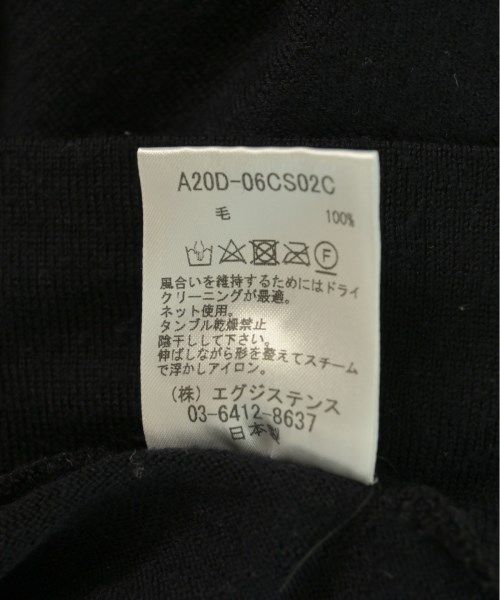 A20D-06CS02C
毛 100%
F
風合いを維持するためにはドライ
クリーニングが最適。
ネット使用。
タンブル乾燥禁止
陰干しして下さい。
伸ばしながら形を整えてスチーム
で浮かしアイロン。
(株) エグジステンス
03-6412-8637
日本製